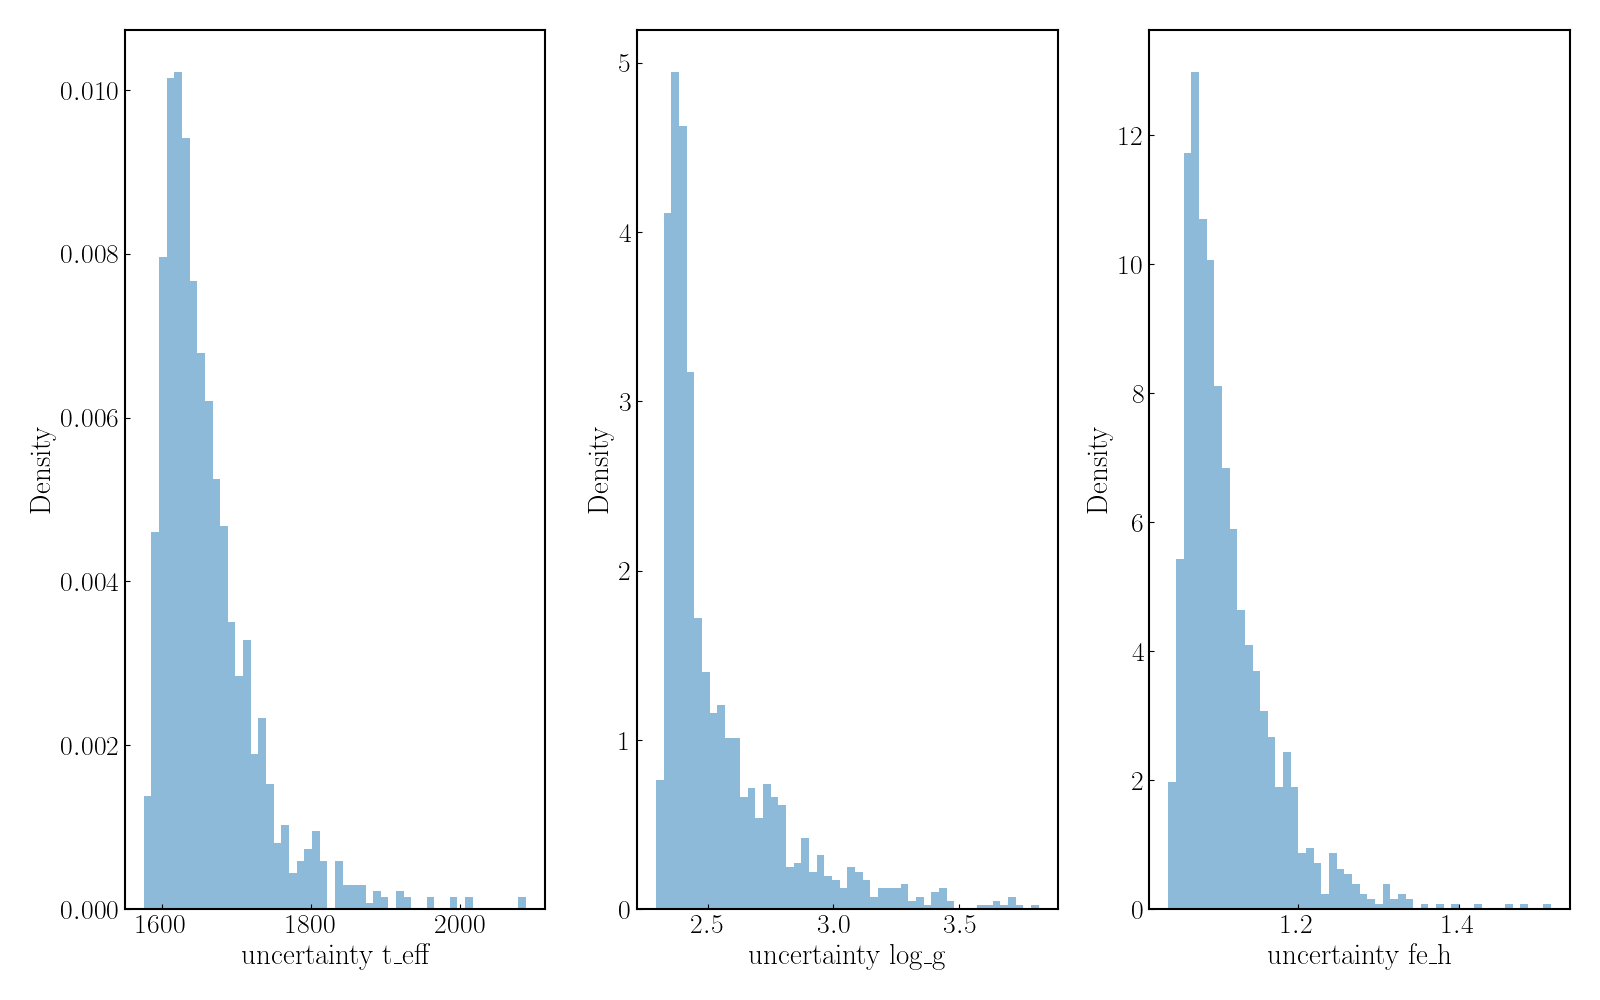 0.010
0.008
0.006
0.004
0.002
0.000
Density
1600 1800 2000
uncertainty t_eff
5
4
3
2
1
0
Density
2.5 3.0 3.5
uncertainty log_g
12
10
8
6
4
2
0
Density
1.2 1.4
uncertainty fe_h